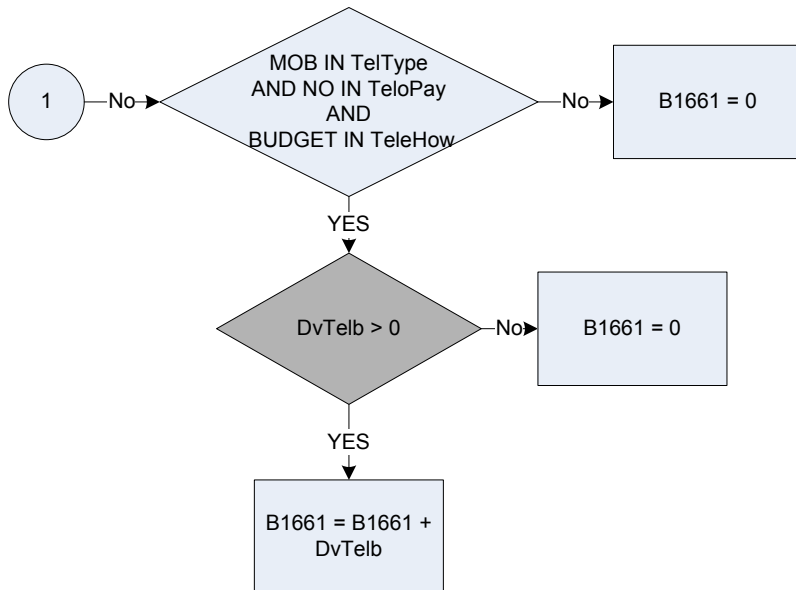 1
No
MOB IN TelType
AND NO IN TeloPay
AND
BUDGET IN TeleHow
No
B1661 = 0
YES
DvTelb > 0
No
B1661 = 0
YES
B1661 = B1661 +
DvTelb